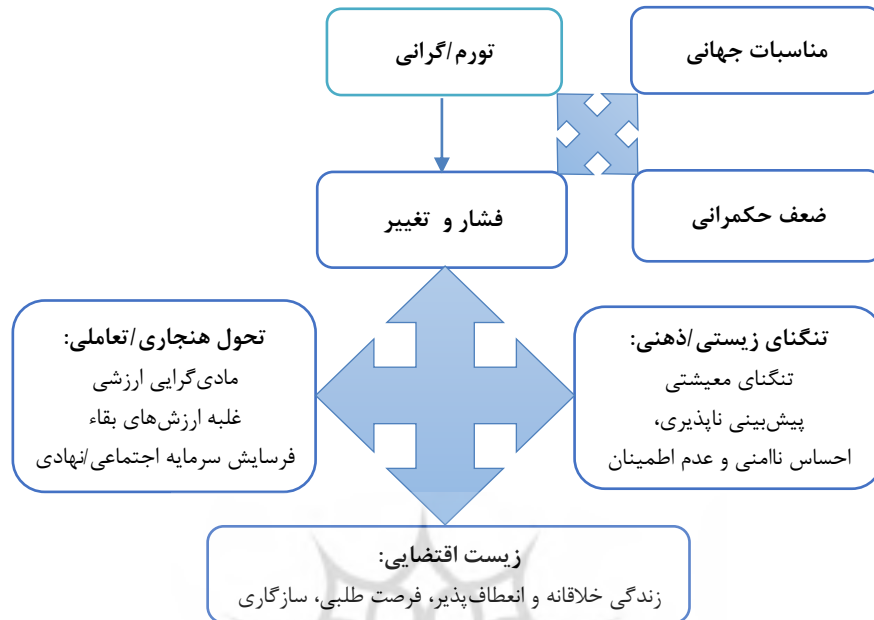 مناسبات جهانی
تورم/گرانی
ضعف حکمرانی
فشار و تغییر
تنگنای زیستی/ذهنی:
تنگنای معیشتی
پیش‌بینی ناپذیری،
احساس ناامنی و عدم اطمینان
تحول هنجاری/تعاملی:
مادی‌گرایی ارزشی
غلبه ارزش‌های بقاء
فرسایش سرمایه اجتماعی/نهادی
زیست اقتضایی:
زندگی خلاقانه و انعطاف‌پذیر، فرصت طلبی، سازگاری